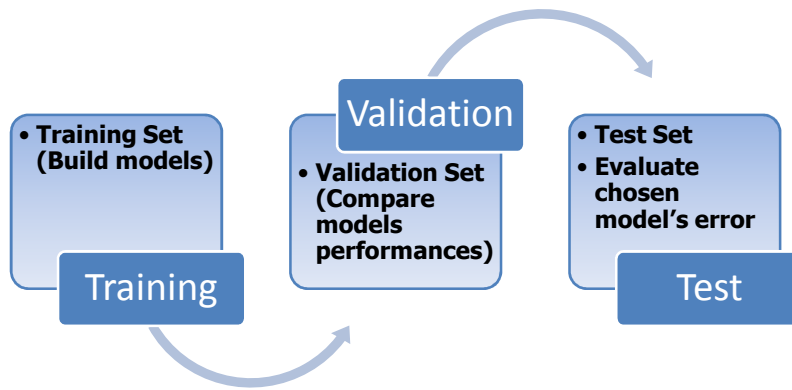 • Training Set
(Build models)
Training
Validation
• Validation Set
(Compare
models
performances)
• Test Set
• Evaluate
chosen
model’s error
Test